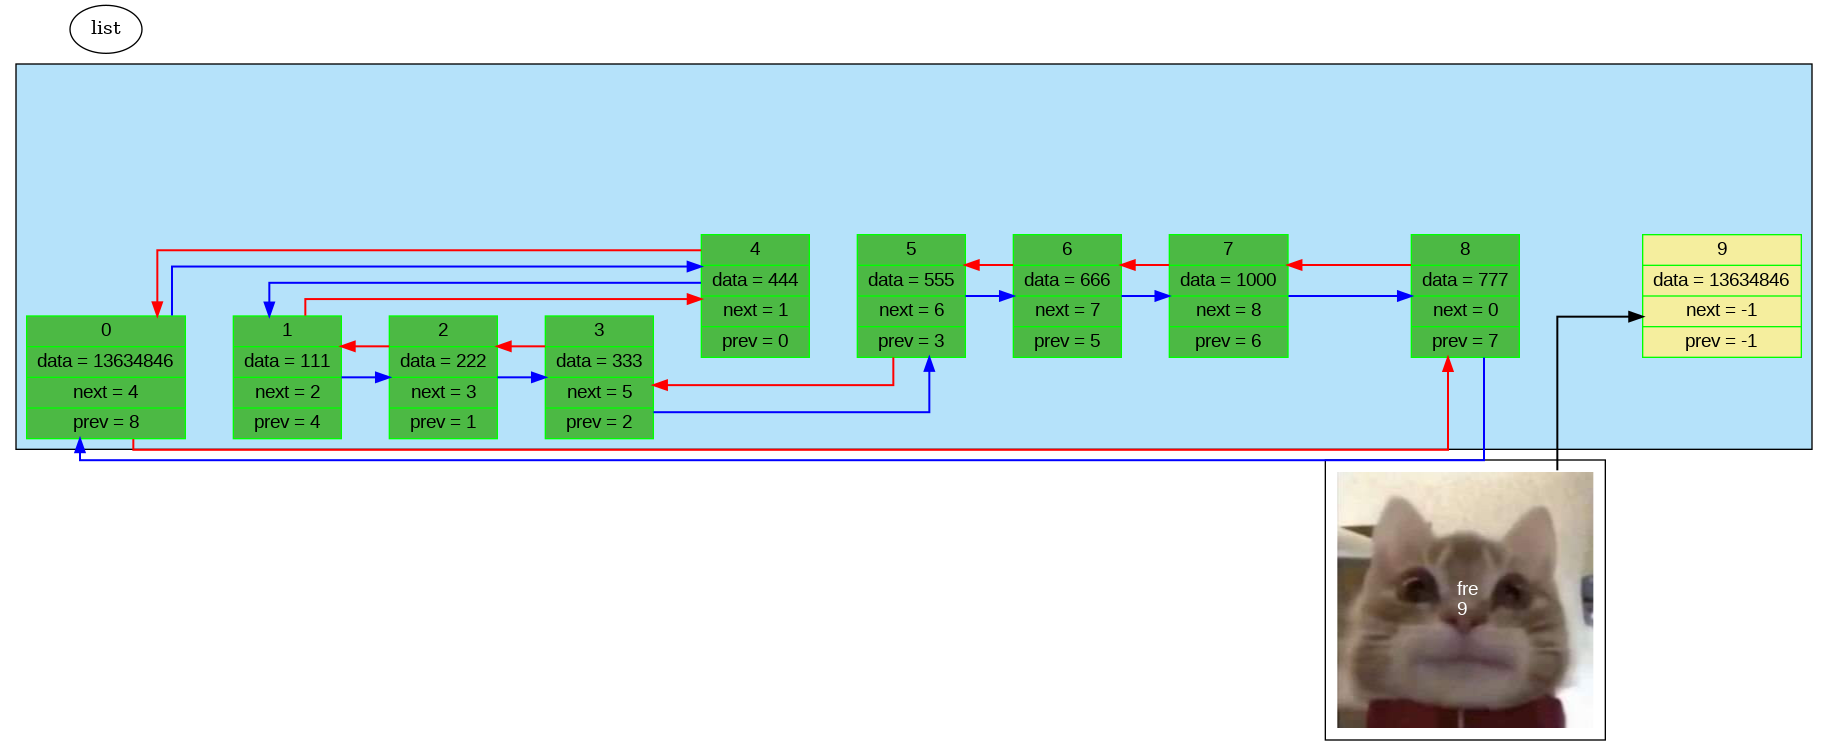 list
0
data = 13634846
next = 4
prev = 8
1
data = 111
next = 2
prev = 4
2
data = 222
next = 3
prev = 1
3
data = 333
next = 5
prev = 2
4
data = 444
next = 1
prev = 0
5
data = 555
next = 6
prev = 3
6
data = 666
next = 7
prev = 5
7
data = 1000
next = 8
prev = 6
8
data = 777
next = 0
prev = 7
9
data = 13634846
next = -1
prev = -1
fre
9